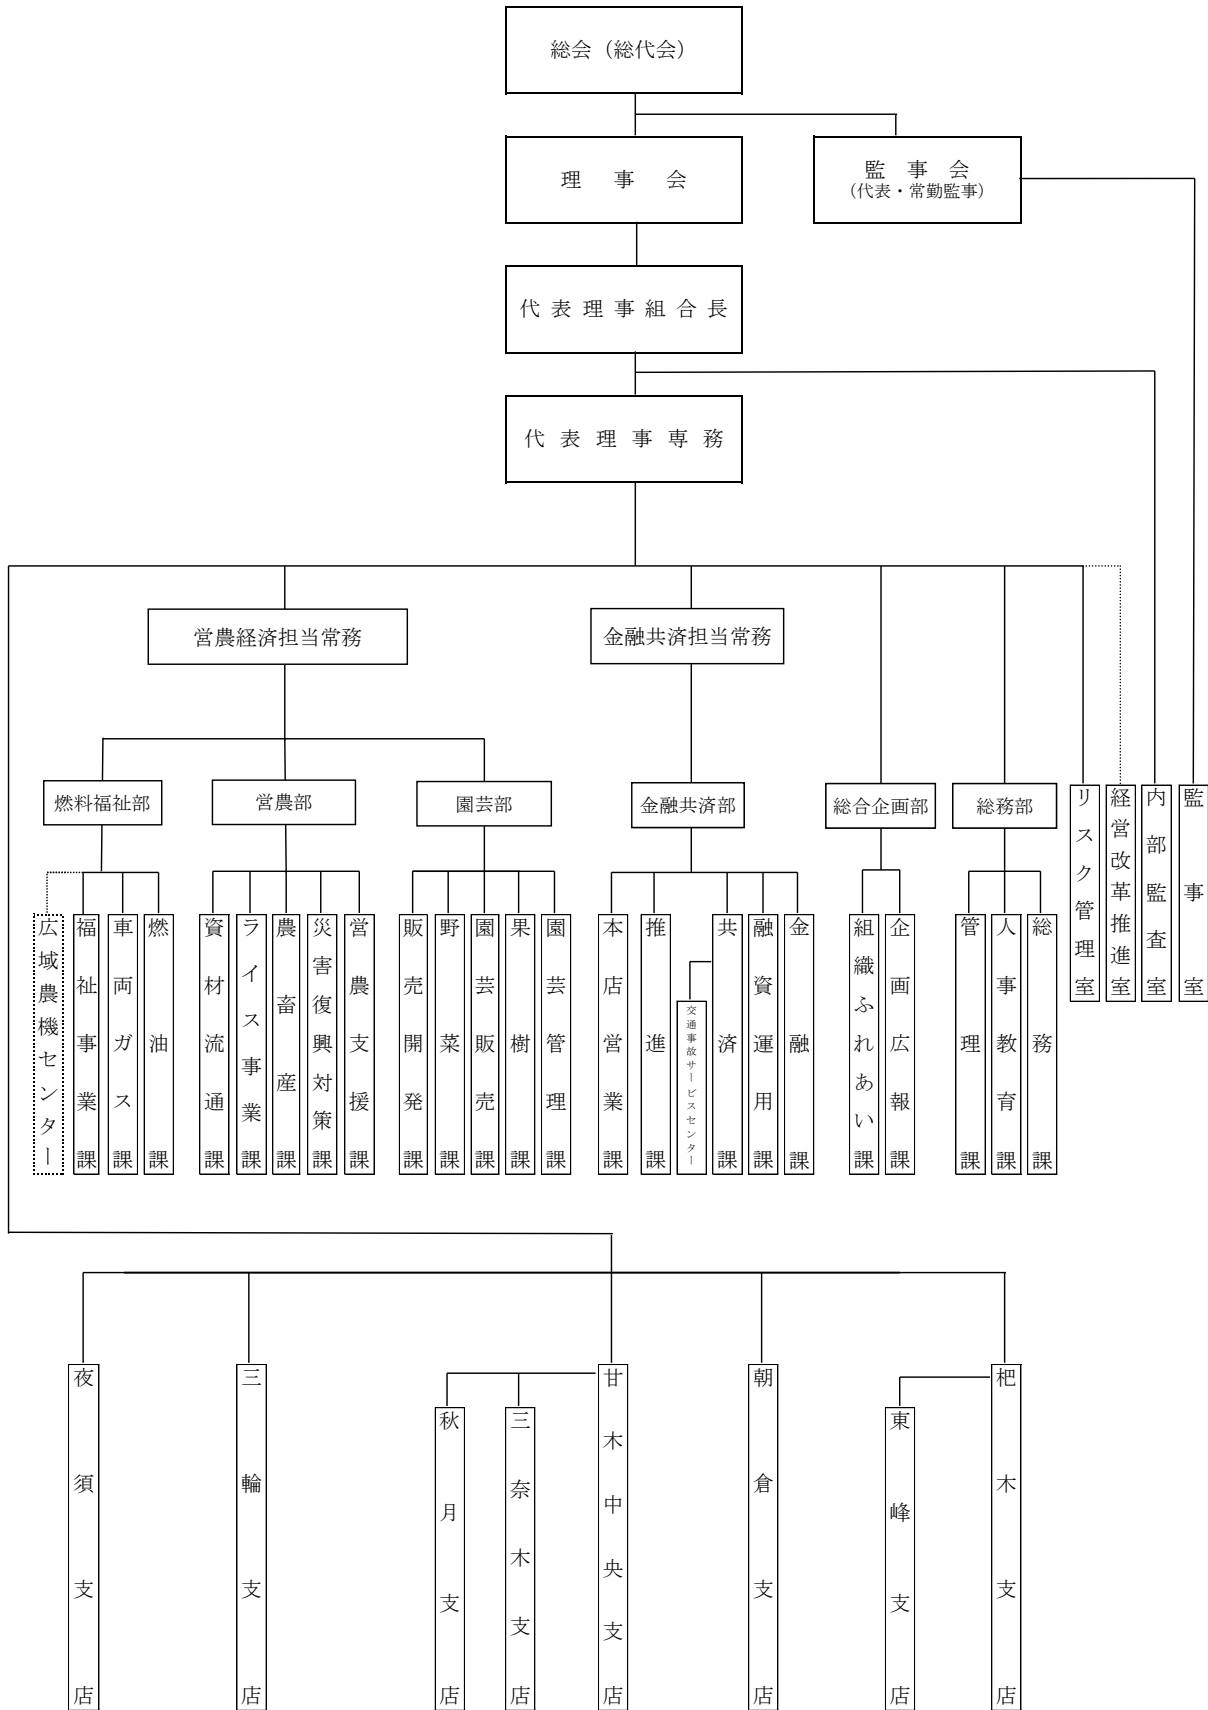 総会（総代会）
理事会
監事会
（代表・常勤監事）
代表理事組合長
代表理事専務
営農経済担当常務
金融共済担当常務
燃料福祉部
営農部
園芸部
金融共済部
総合企画部
総務部
リスク管理室
経営改革推進室
内部監査室
監事室
広域農機センター
福祉事業課
車両ガス課
燃油課
資材流通課
ライス事業課
農畜産課
災害復興対策課
営農支援課
販売開発課
野菜課
園芸販売課
果樹課
園芸管理課
本店営業課
推進課
交通事故サービスセンター
共済課
融資運用課
金融課
組織ふれあい課
企画広報課
管理課
人事教育課
総務課
夜須支店
三輪支店
秋月支店
三奈木支店
甘木中央支店
朝倉支店
東峰支店
杷木支店